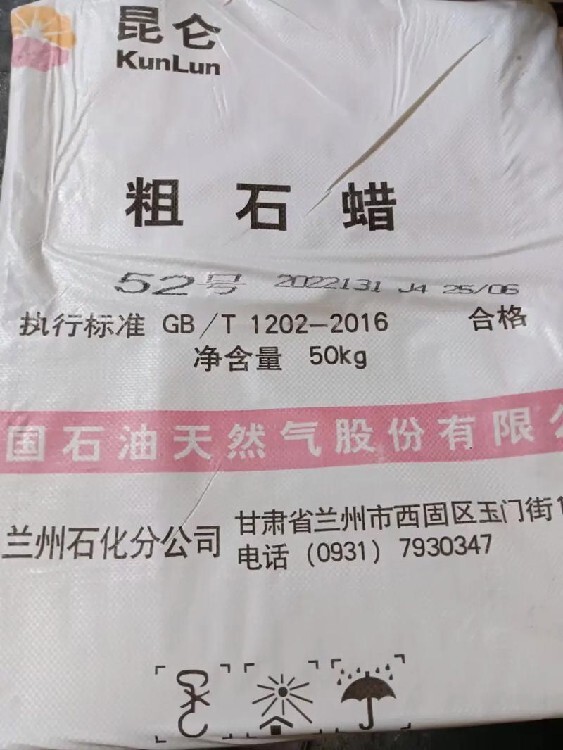 昆仑
KunLun
粗石蜡
52号 2022131 J4 25/06
执行标准 GB/T 1202-2016 合格
净含量 50kg
国石油天然气股份有限
兰州石化分公司 甘肃省兰州市西固区玉门街
电话 (0931) 7930347